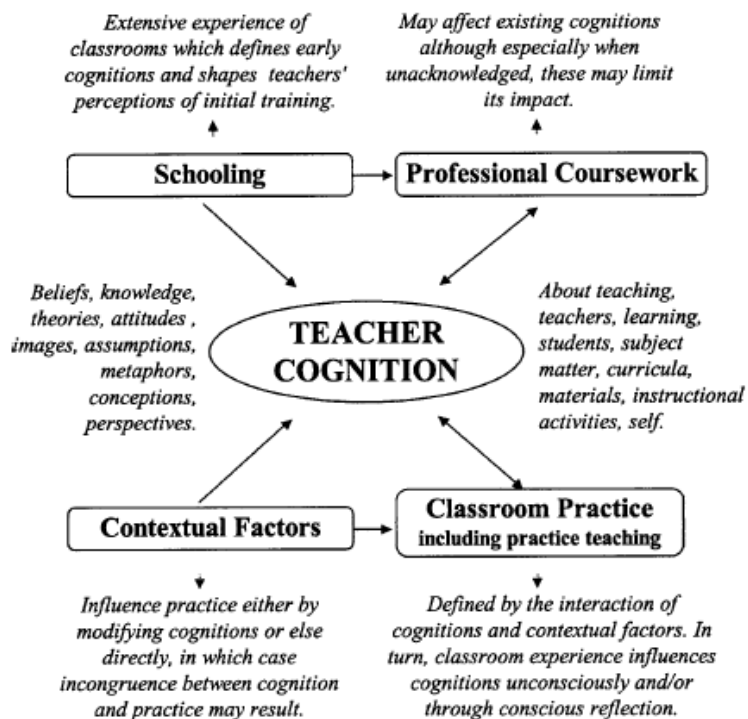 Extensive experience of
classrooms which defines early
cognitions and shapes teachers'
perceptions of initial training.
May affect existing cognitions
although especially when
unacknowledged, these may limit
its impact.
Schooling
Professional Coursework
Beliefs, knowledge,
theories, attitudes ,
images, assumptions,
metaphors,
conceptions,
perspectives.
TEACHER
COGNITION
About teaching,
teachers, learning,
students, subject
matter, curricula,
materials, instructional
activities, self.
Contextual Factors
Classroom Practice
including practice teaching
Influence practice either by
modifying cognitions or else
directly, in which case
incongruence between cognition
and practice may result.
Defined by the interaction of
cognitions and contextual factors. In
turn, classroom experience influences
cognitions unconsciously and/or
through conscious reflection.